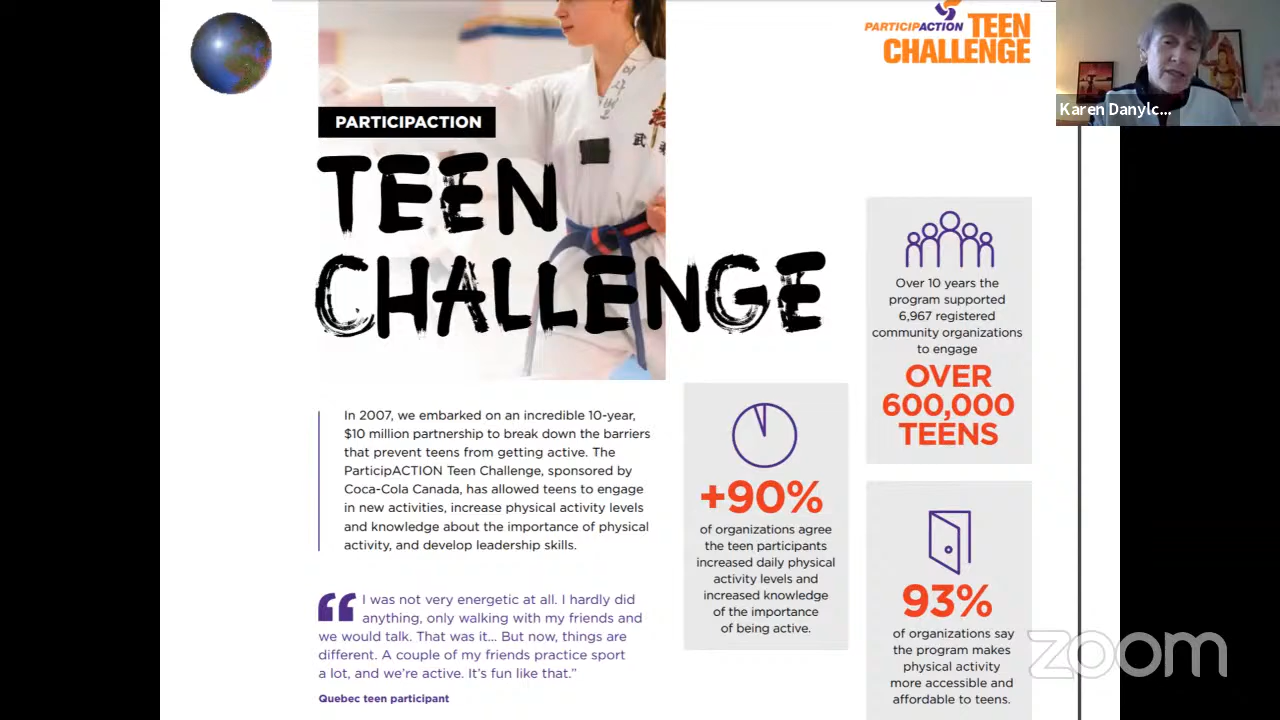 PARTICIPACTION TEEN
CHALLENGE
Karen Danylc...
PARTICIPACTION
TEEN
CHALLENGE
In 2007, we embarked on an incredible 10-year,
$10 million partnership to break down the barriers
that prevent teens from getting active. The
ParticipACTION Teen Challenge, sponsored by
Coca-Cola Canada, has allowed teens to engage
in new activities, increase physical activity levels
and knowledge about the importance of physical
activity, and develop leadership skills.
I was not very energetic at all. I hardly did
anything, only walking with my friends and
we would talk. That was it... But now, things are
different. A couple of my friends practice sport
a lot, and we're active. It's fun like that.”
Quebec teen participant
+90%
of organizations agree
the teen participants
increased daily physical
activity levels and
increased knowledge
of the importance
of being active.
Over 10 years the
program supported
6,967 registered
community organizations
to engage
OVER
600,000
TEENS
93%
of organizations say
the program makes
physical activity
more accessible and
affordable to teens.
zoom